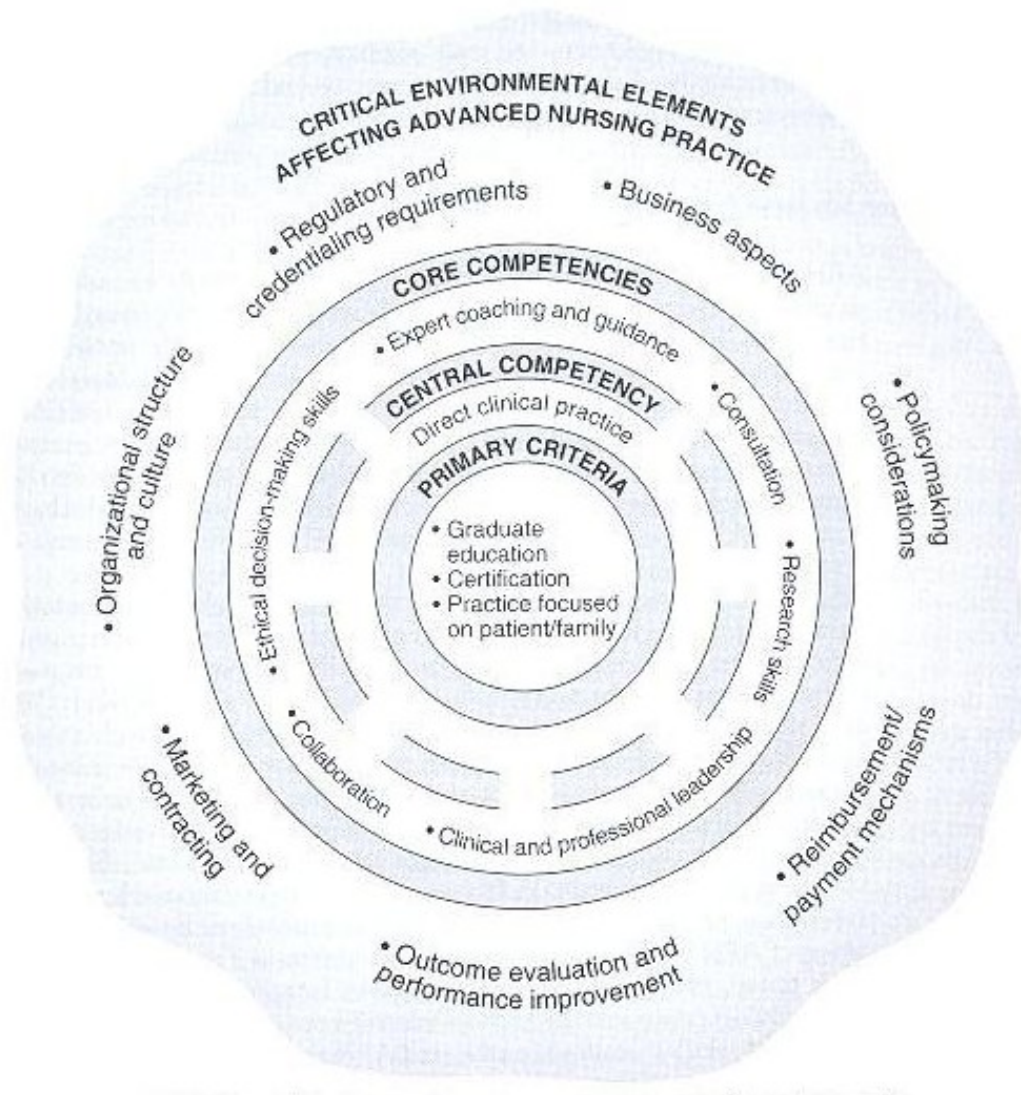 CRITICAL ENVIRONMENTAL ELEMENTS
AFFECTING ADVANCED NURSING PRACTICE
• Regulatory and
credentialing requirements
• Business aspects
• Policymaking
considerations
• Reimbursement/
payment mechanisms
• Outcome evaluation and
performance improvement
• Marketing and
contracting
• Organizational structure
and culture
CORE COMPETENCIES
• Expert coaching and guidance
• Consultation
• Research skills
• Clinical and professional leadership
• Collaboration
• Ethical decision-making skills
CENTRAL COMPETENCY
Direct clinical practice
PRIMARY CRITERIA
• Graduate
education
• Certification
• Practice focused
on patient/family